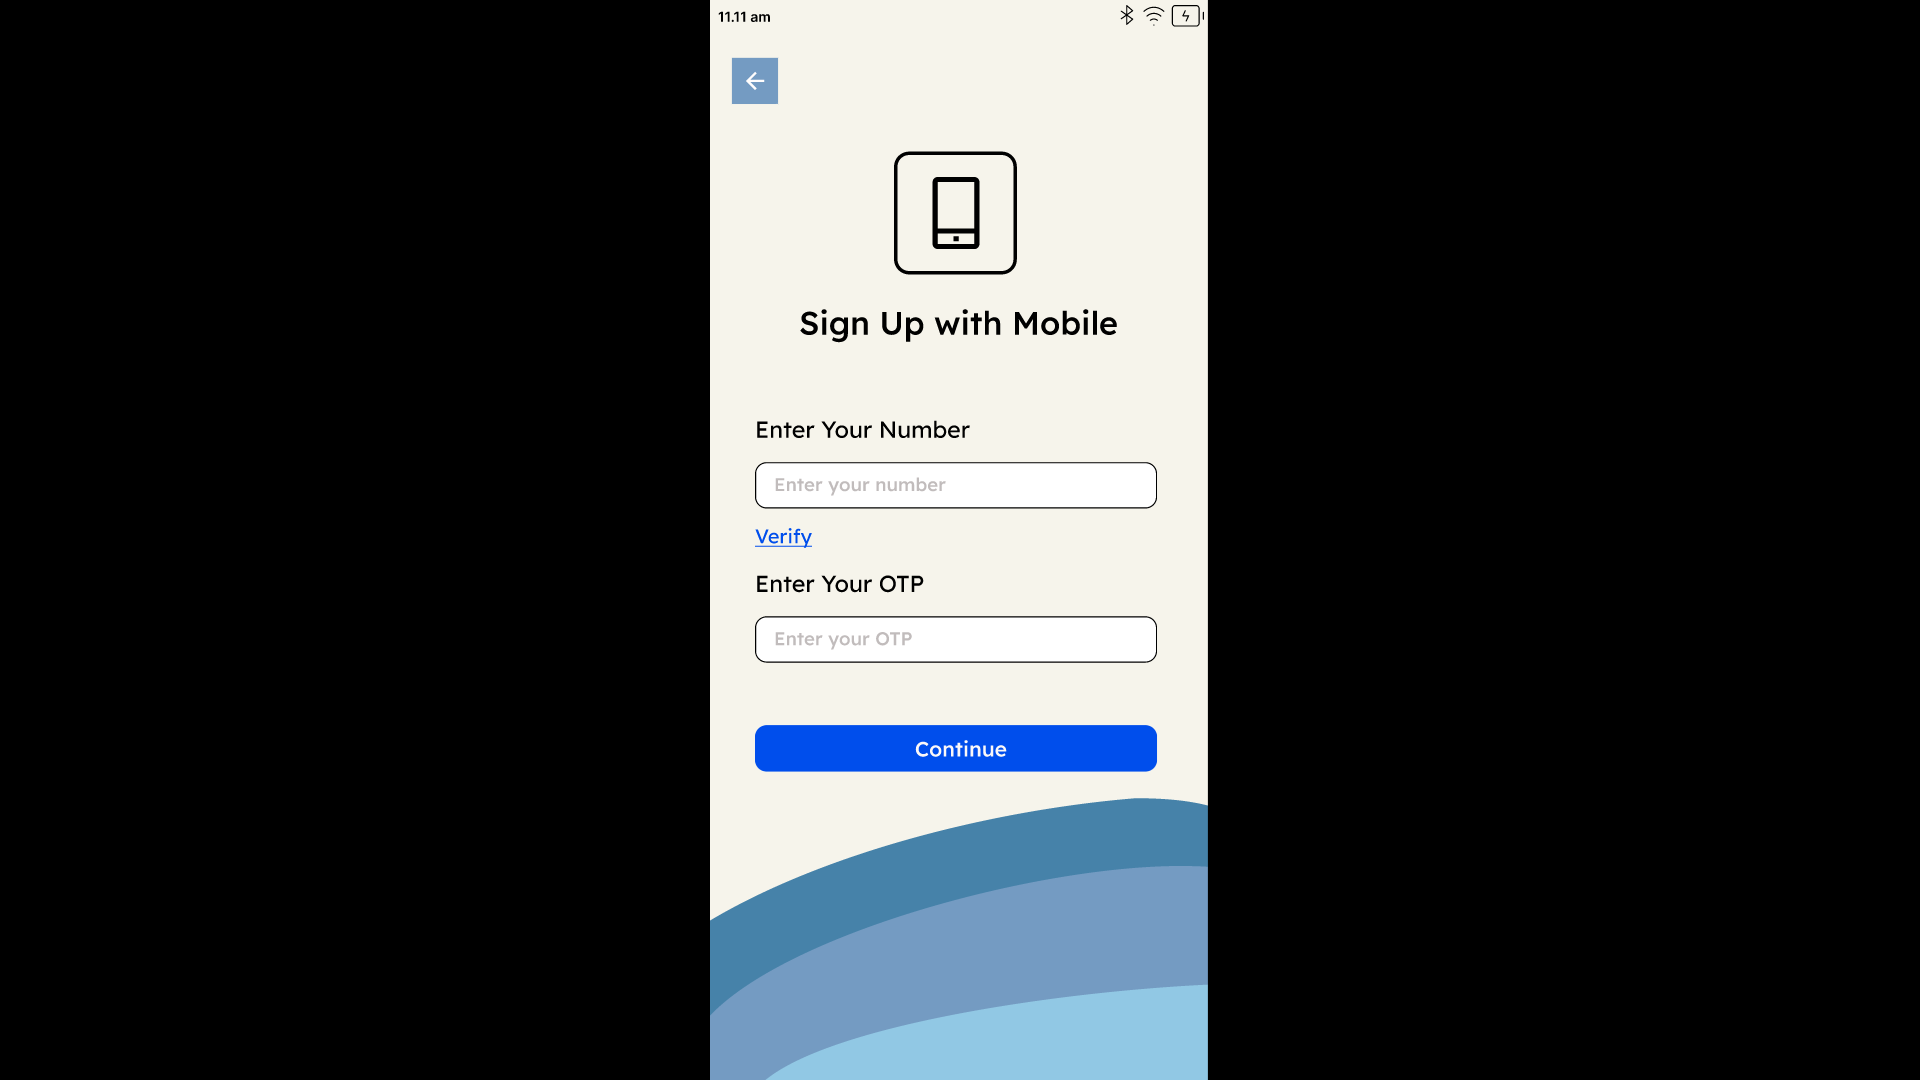 11.11 am
Sign Up with Mobile
Enter Your Number
Enter your number
Verify
Enter Your OTP
Enter your OTP
Continue